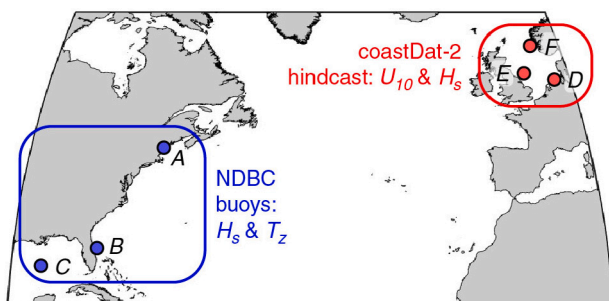 coastDat-2
hindcast: U10 & Hs
F
E
D
A
NDBC
buoys:
Hs & Tz
B
C